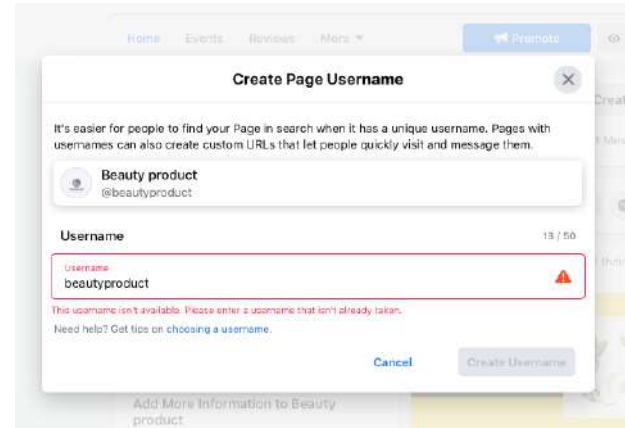 Home Events Reviews More
Promote
Create Page Username
It's easier for people to find your Page in search when it has a unique username. Pages with
usernames can also create custom URLs that let people quickly visit and message them.
Beauty product
@beautyproduct
Username
13 / 50
Username
beautyproduct
This username isn't available. Please enter a username that isn't already taken.
Need help? Get tips on choosing a username.
Cancel
Create Username
Add More Information to Beauty
product